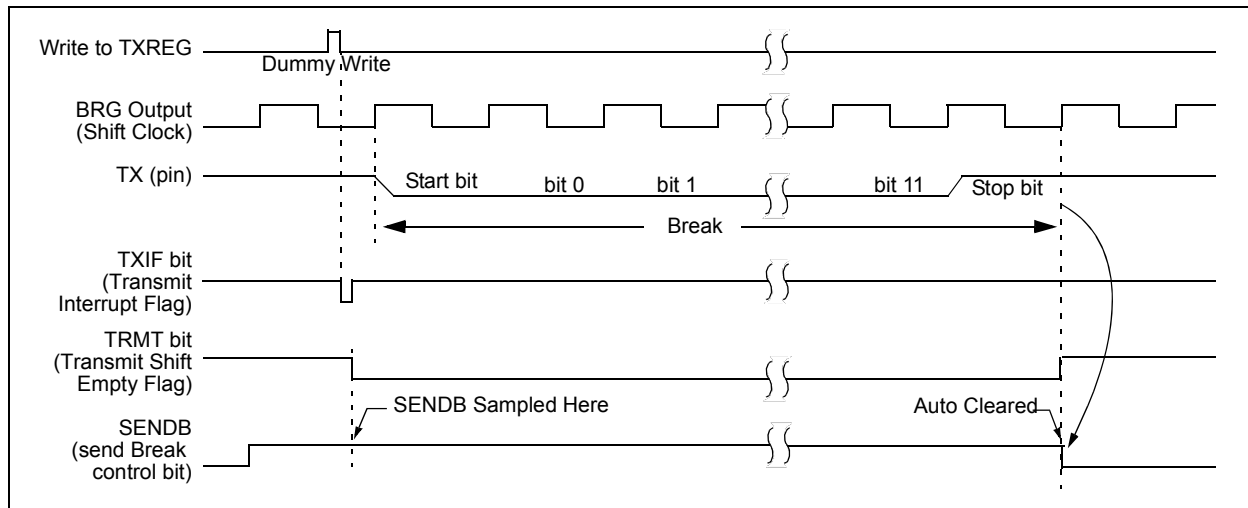 Write to TXREG
Dummy Write
BRG Output
(Shift Clock)
TX (pin)
Start bit
bit 0
bit 1
bit 11
Stop bit
Break
TXIF bit
(Transmit
Interrupt Flag)
TRMT bit
(Transmit Shift
Empty Flag)
SENDB Sampled Here
Auto Cleared
SENDB
(send Break
control bit)